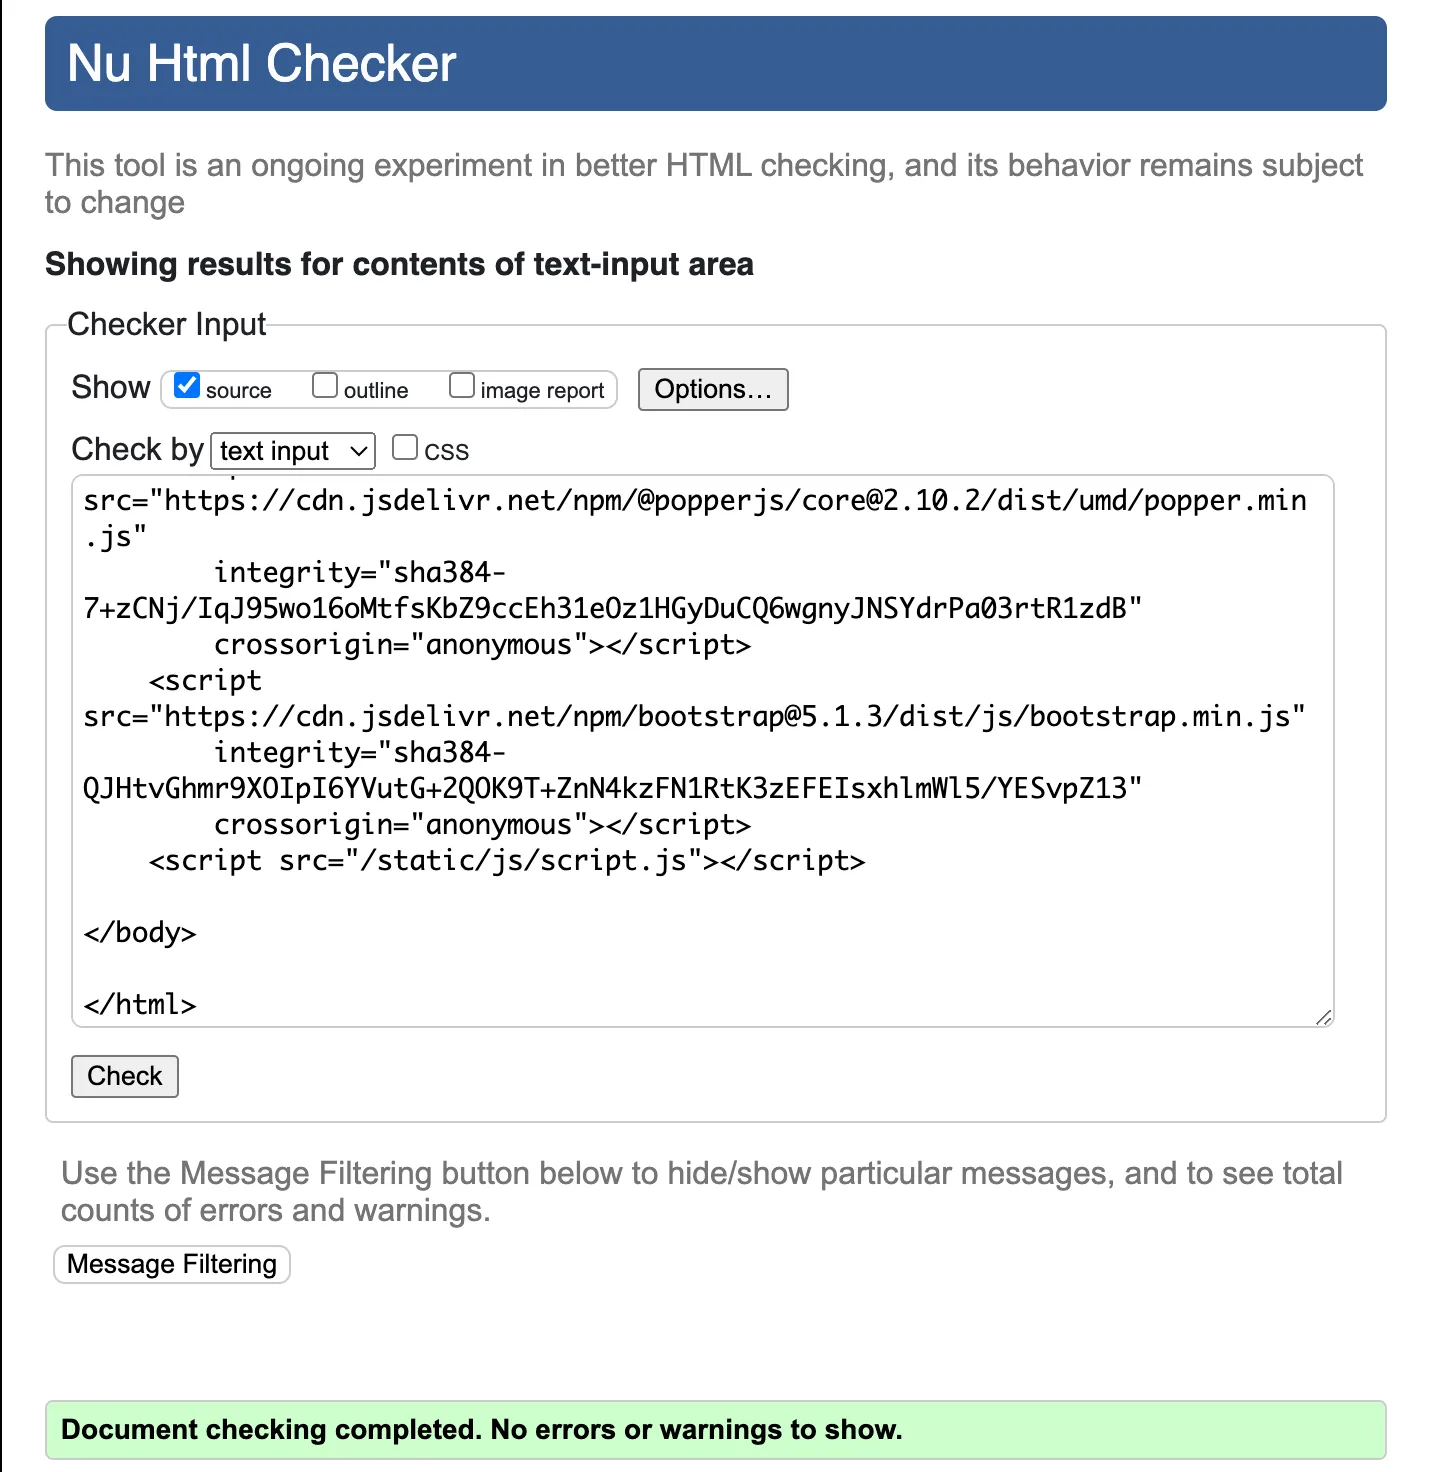 Nu Html Checker
This tool is an ongoing experiment in better HTML checking, and its behavior remains subject
to change
Showing results for contents of text-input area
Checker Input
Show source outline image report Options...
Check by text input CSS
src="https://cdn.jsdelivr.net/npm/@popperjs/core@2.10.2/dist/umd/popper.min
.js"
integrity="sha384-
7+zCNj/IqJ95wo16oMtfsKbZ9ccEh31eOz1HGyDuCQ6wgnyJNSYdrPa03rtR1zdB"
crossorigin="anonymous"></script>
<script
src="https://cdn.jsdelivr.net/npm/bootstrap@5.1.3/dist/js/bootstrap.min.js"
integrity="sha384-
QJHtvGhmr9XOIpI6YVutG+2QOK9T+ZnN4kzFN1RtK3zEFEIsxhlmWl5/YESvpZ13"
crossorigin="anonymous"></script>
<script src="/static/js/script.js"></script>
</body>
</html>
Check
Use the Message Filtering button below to hide/show particular messages, and to see total
counts of errors and warnings.
Message Filtering
Document checking completed. No errors or warnings to show.